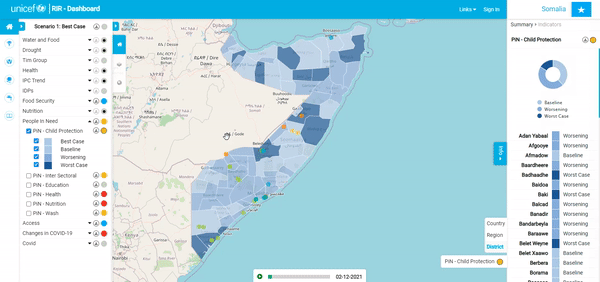 unicef RIR - Dashboard
Links
Sign in
Somalia
Scenario 1: Best Case
Water and Food
Drought
Tim Group
Health
IPC Trend
IDPs
Food Security
Nutrition
People In Need
PiN - Child Protection
Best Case
Baseline
Worsening
Worst Case
PiN - Inter Sectoral
PiN - Education
PiN - Health
PiN - Nutrition
PiN - Wash
Access
Changes in COVID-19
Covid
Info
Country
Region
District
PiN - Child Protection
02-12-2021
Summary > Indicators
PiN - Child Protection
Baseline
Worsening
Worst Case
Adan Yabaal Worsening
Afgooye Worsening
Afmadow Baseline
Baardheere Worsening
Badhaadhe Worst Case
Baidoa Worsening
Baki Worst Case
Balcad Worsening
Banadir Worsening
Bandarbeyla Worsening
Baraawe Worsening
Belet Weyne Worst Case
Belet Xaawo Baseline
Berbera Baseline
Borama Baseline